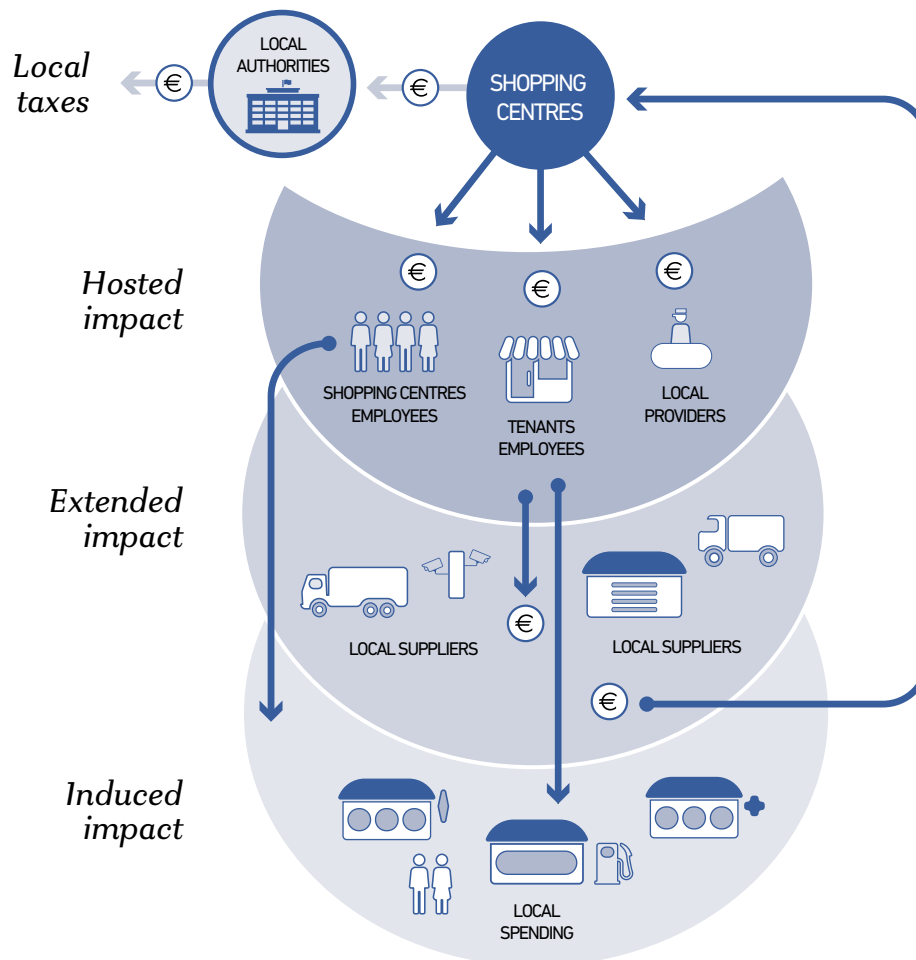 Local
taxes
€
LOCAL
AUTHORITIES
€
SHOPPING
CENTRES
Hosted
impact
€
€
€
SHOPPING CENTRES
EMPLOYEES
TENANTS
EMPLOYEES
LOCAL
PROVIDERS
Extended
impact
€
LOCAL SUPPLIERS
LOCAL SUPPLIERS
€
Induced
impact
LOCAL
SPENDING